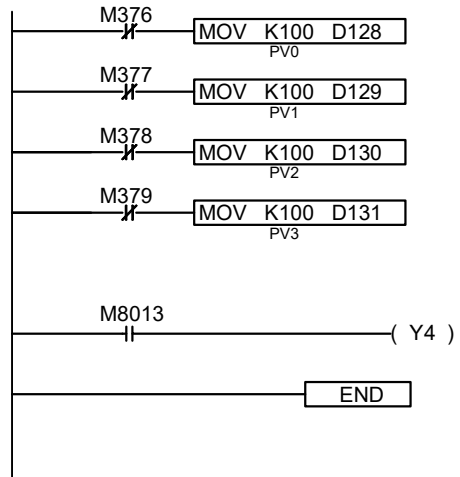 M376
MOV K100 D128
PV0
M377
MOV K100 D129
PV1
M378
MOV K100 D130
PV2
M379
MOV K100 D131
PV3
M8013
( Y4 )
END